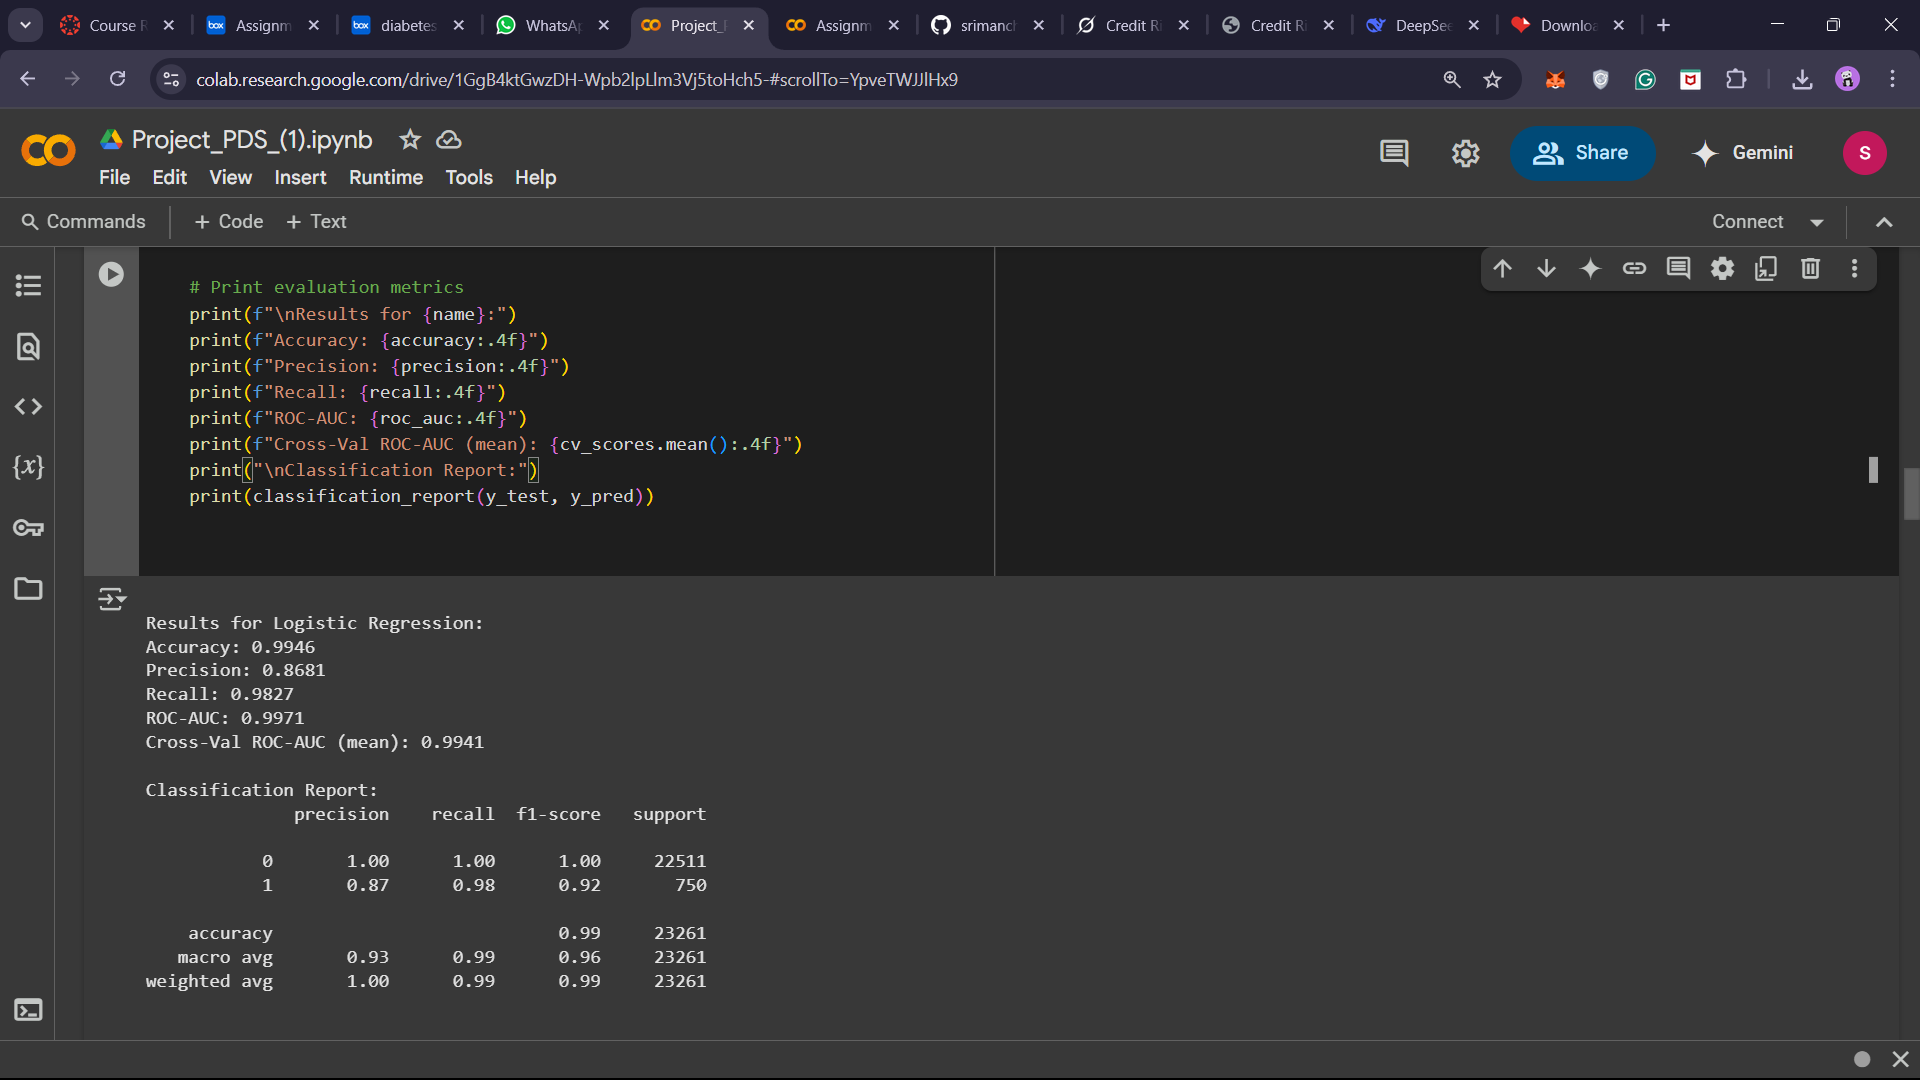 Course R
Assignm
diabetes
WhatsAp
Project_P
Assignm
srimanch
Credit Ri
Credit Ri
DeepSee
Downloa
colab.research.google.com/drive/1GgB4ktGwzDH-Wpb2lpLlm3Vj5toHch5-#scrollTo=YpveTWJJlHx9
Project_PDS_(1).ipynb
Share
Gemini
S
File Edit View Insert Runtime Tools Help
Commands + Code + Text
Connect
# Print evaluation metrics
print(f"\nResults for {name}:")
print(f"Accuracy: {accuracy:.4f}")
print(f"Precision: {precision:.4f}")
print(f"Recall: {recall:.4f}")
print(f"ROC-AUC: {roc_auc:.4f}")
print(f"Cross-Val ROC-AUC (mean): {cv_scores.mean():.4f}")
print("\nClassification Report:")
print(classification_report(y_test, y_pred))
{x}
Results for Logistic Regression:
Accuracy: 0.9946
Precision: 0.8681
Recall: 0.9827
ROC-AUC: 0.9971
Cross-Val ROC-AUC (mean): 0.9941
Classification Report:
precision recall f1-score support
0 1.00 1.00 1.00 22511
1 0.87 0.98 0.92 750
accuracy 0.99 23261
macro avg 0.93 0.99 0.96 23261
weighted avg 1.00 0.99 0.99 23261